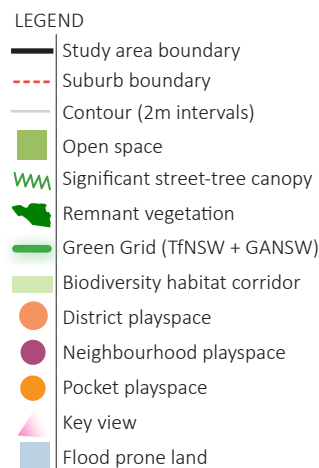 LEGEND
Study area boundary
Suburb boundary
Contour (2m intervals)
Open space
Significant street-tree canopy
Remnant vegetation
Green Grid (TfNSW + GANSW)
Biodiversity habitat corridor
District playspace
Neighbourhood playspace
Pocket playspace
Key view
Flood prone land